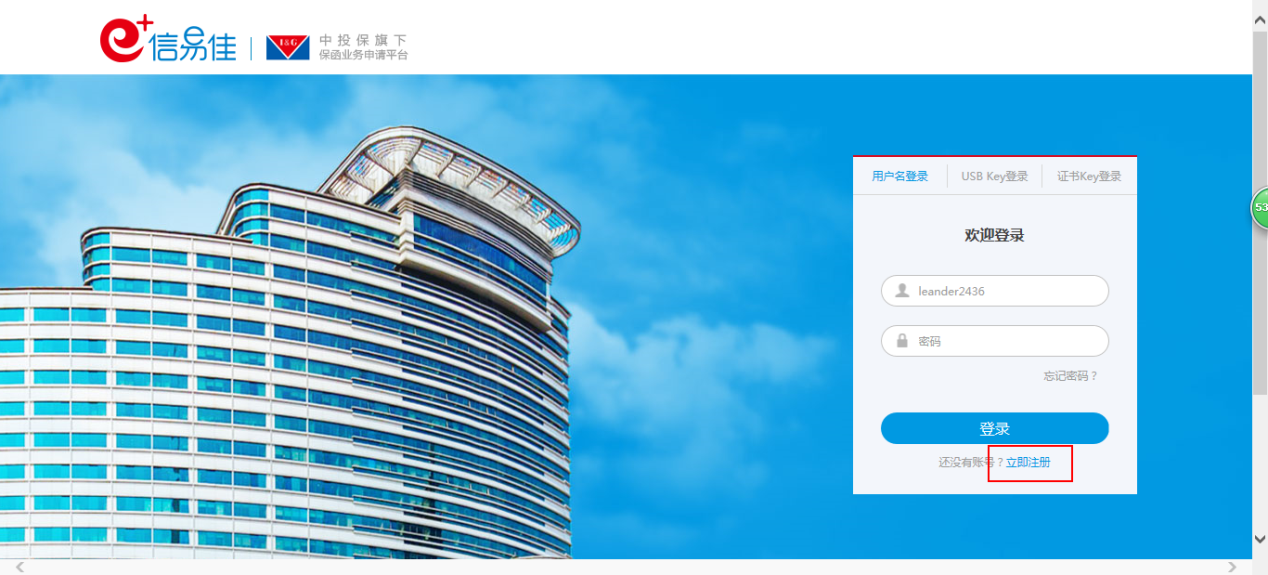 e+信易佳
I&G
中投保旗下
保函业务申请平台
用户名登录 USB Key登录 证书Key登录
欢迎登录
leander2436
密码
忘记密码？
登录
还没有账号？立即注册
53